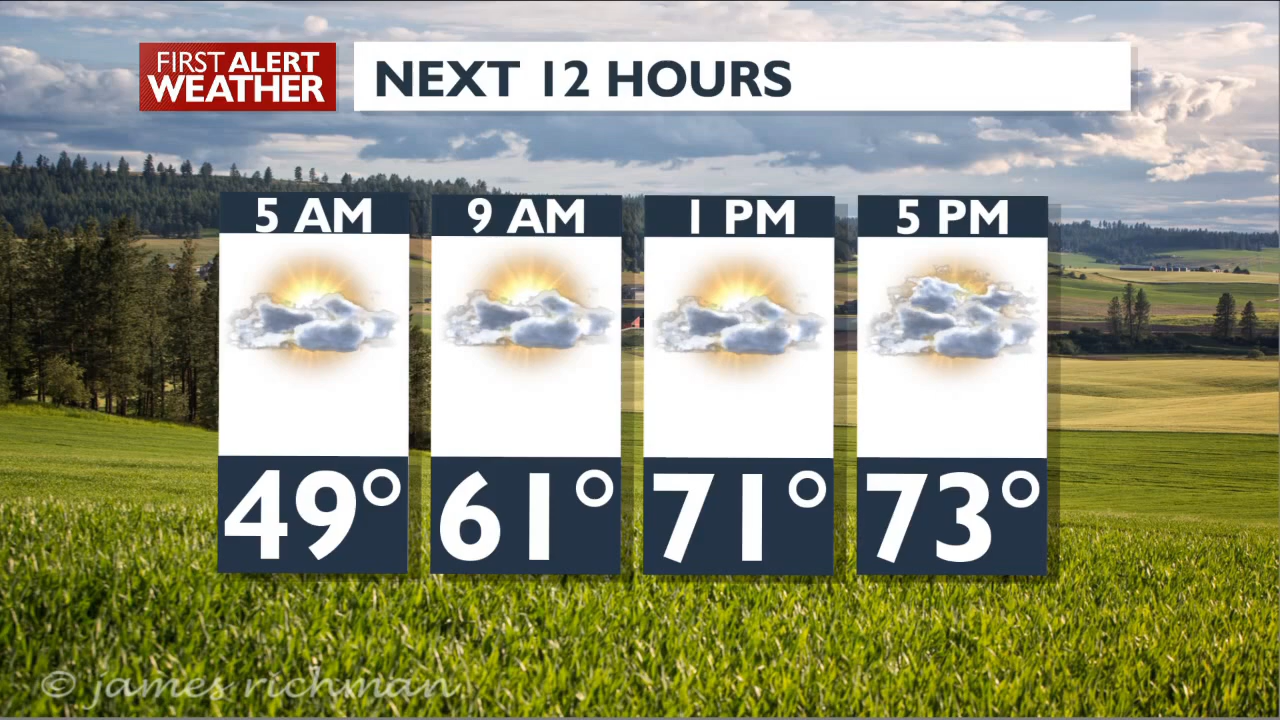 FIRST ALERT
WEATHER
NEXT 12 HOURS
5 AM
9 AM
1 PM
5 PM
49°
61°
71°
73°
© james richman